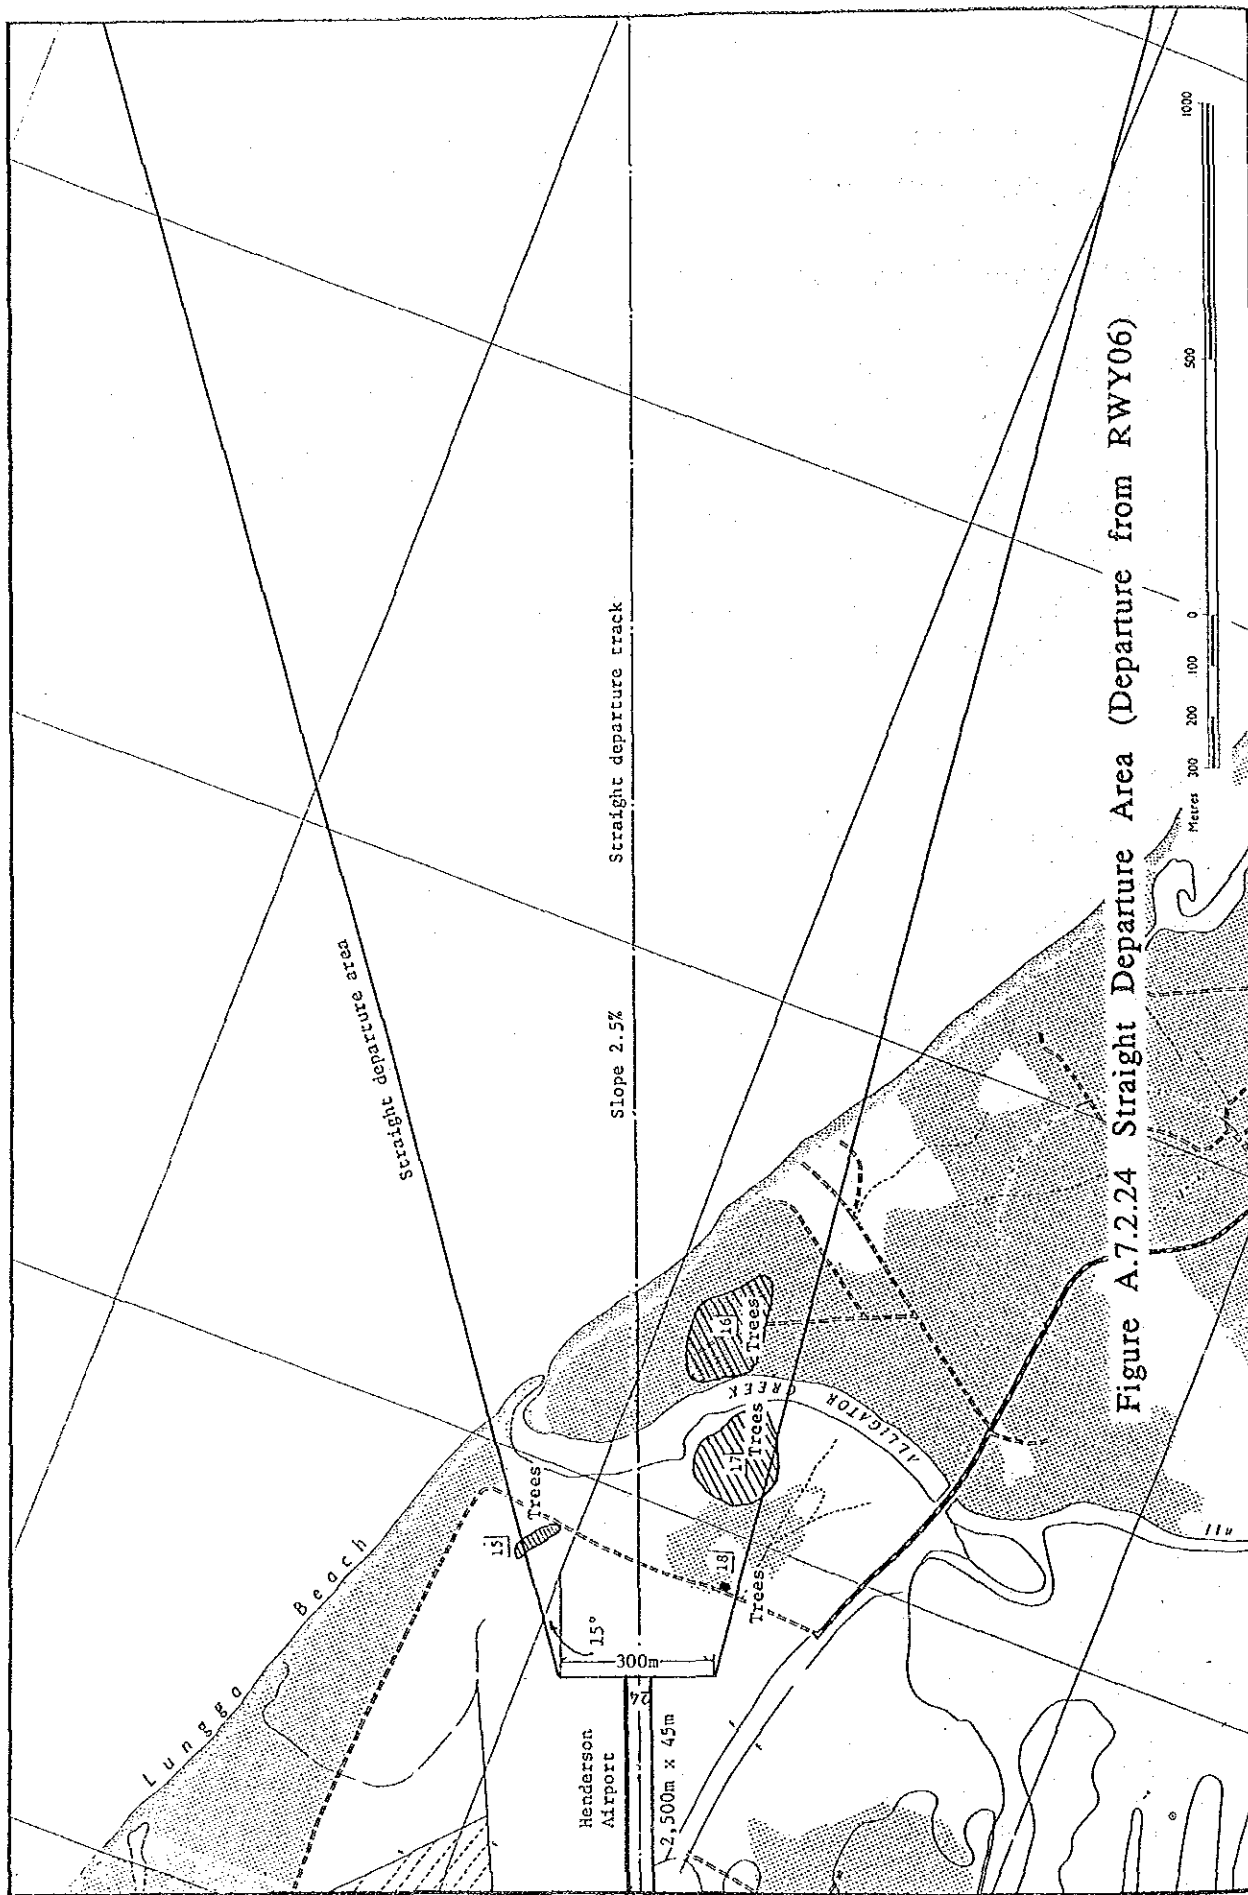 Straight departure area
Slope 2.5%
Straight departure track
Lungga Beach
15
Trees
16
Trees
17
Trees
18
Trees
ALLIGATOR CREEK
15°
300m
24
Henderson
Airport
2,500m x 45m
Metres 300 200 100 0 500 1000
Figure A.7.2.24 Straight Departure Area (Departure from RWY06)